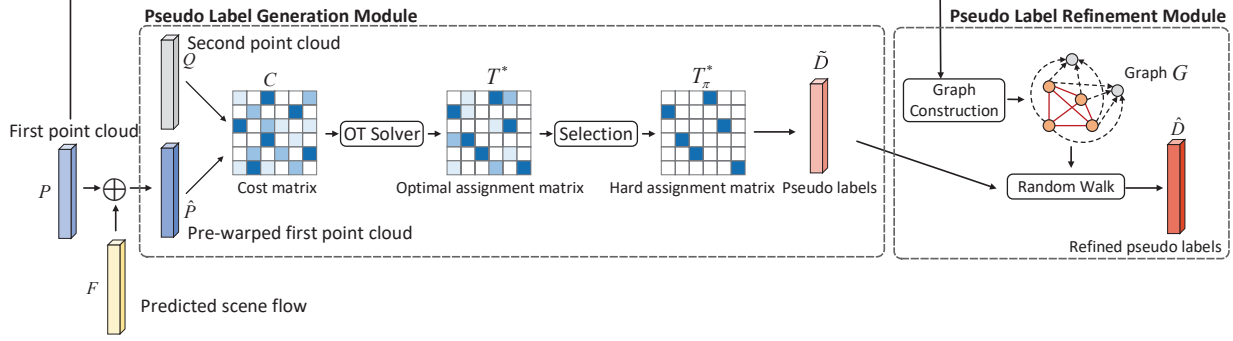 Pseudo Label Generation Module
Pseudo Label Refinement Module
Second point cloud
Q
C
T*
T*π
D̃
Graph Construction
Graph G
First point cloud
OT Solver
Selection
D̂
P
P̂
Cost matrix
Optimal assignment matrix
Hard assignment matrix
Pseudo labels
Random Walk
Pre-warped first point cloud
Refined pseudo labels
F
Predicted scene flow